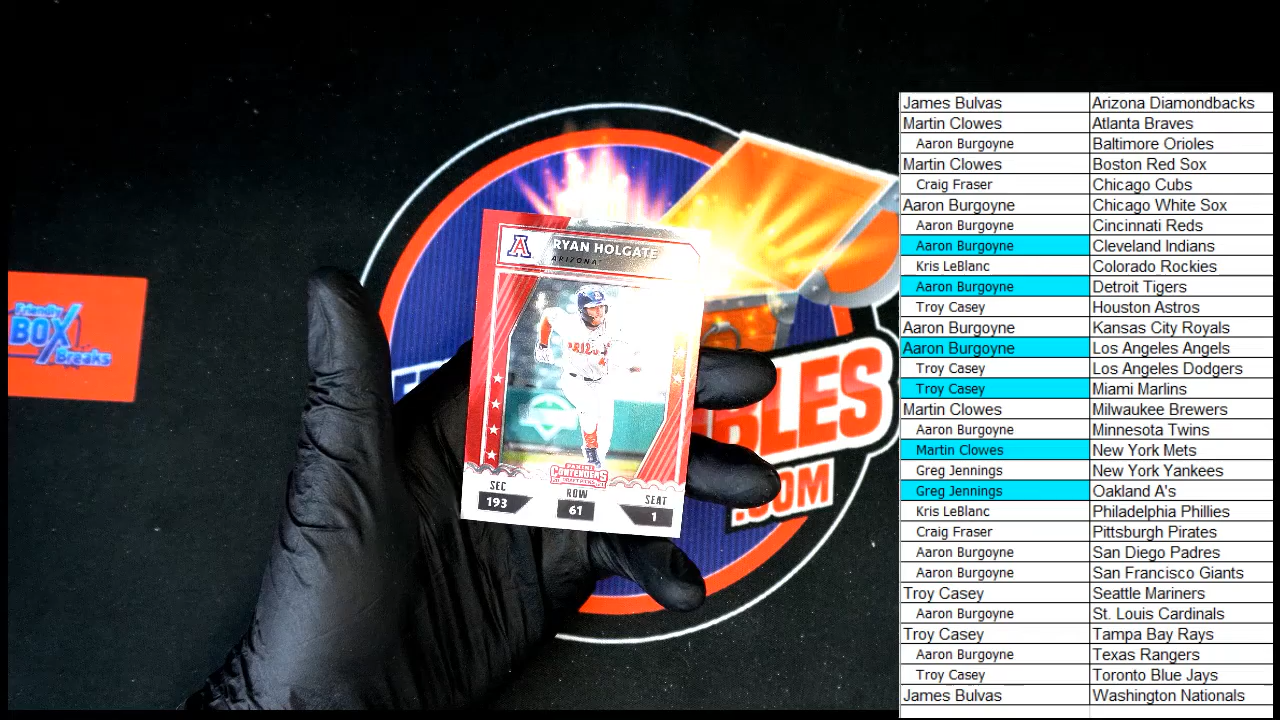 Friendly
BOX
Breaks
A
RYAN HOLGATE
ARIZONA
CONTENDERS
SEC
ROW
SEAT
193
61
1
BLES
.COM
James Bulvas Arizona Diamondbacks
Martin Clowes Atlanta Braves
Aaron Burgoyne Baltimore Orioles
Martin Clowes Boston Red Sox
Craig Fraser Chicago Cubs
Aaron Burgoyne Chicago White Sox
Aaron Burgoyne Cincinnati Reds
Aaron Burgoyne Cleveland Indians
Kris LeBlanc Colorado Rockies
Aaron Burgoyne Detroit Tigers
Troy Casey Houston Astros
Aaron Burgoyne Kansas City Royals
Aaron Burgoyne Los Angeles Angels
Troy Casey Los Angeles Dodgers
Troy Casey Miami Marlins
Martin Clowes Milwaukee Brewers
Aaron Burgoyne Minnesota Twins
Martin Clowes New York Mets
Greg Jennings New York Yankees
Greg Jennings Oakland A's
Kris LeBlanc Philadelphia Phillies
Craig Fraser Pittsburgh Pirates
Aaron Burgoyne San Diego Padres
Aaron Burgoyne San Francisco Giants
Troy Casey Seattle Mariners
Aaron Burgoyne St. Louis Cardinals
Troy Casey Tampa Bay Rays
Aaron Burgoyne Texas Rangers
Troy Casey Toronto Blue Jays
James Bulvas Washington Nationals